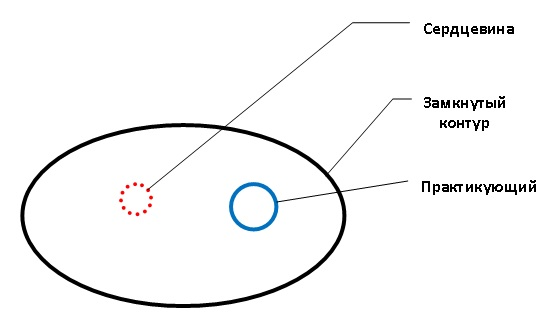 Сердцевина
Замкнутый
контур
Практикующий